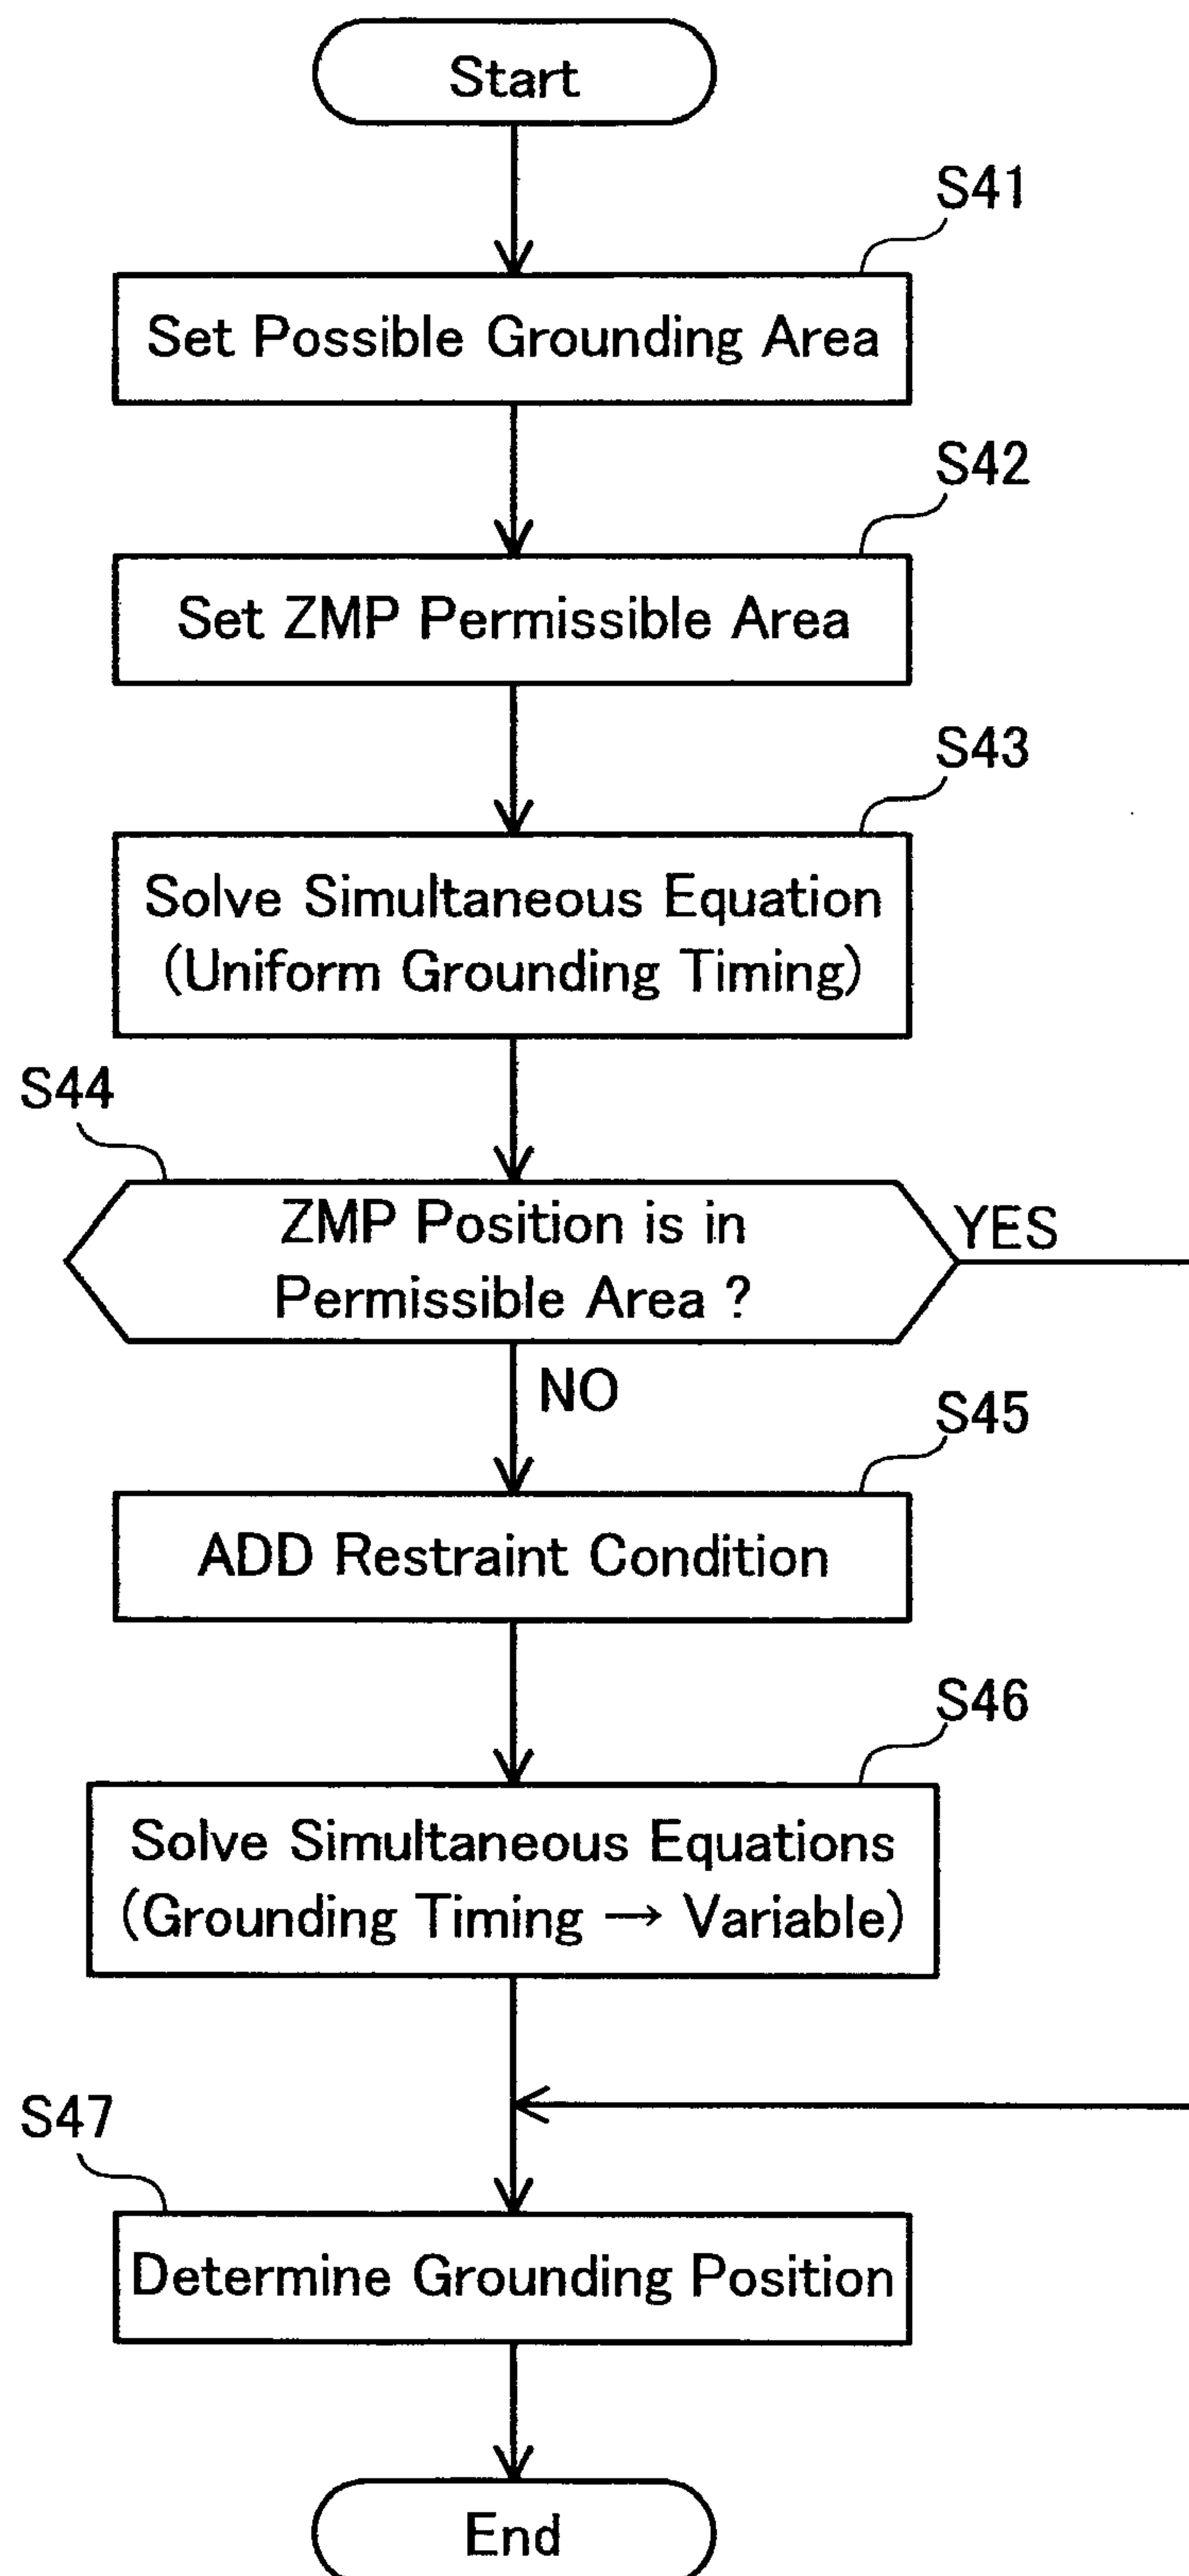 Start
S41
Set Possible Grounding Area
S42
Set ZMP Permissible Area
S43
Solve Simultaneous Equation
(Uniform Grounding Timing)
S44
ZMP Position is in
Permissible Area ?
YES
NO
S45
ADD Restraint Condition
S46
Solve Simultaneous Equations
(Grounding Timing → Variable)
S47
Determine Grounding Position
End